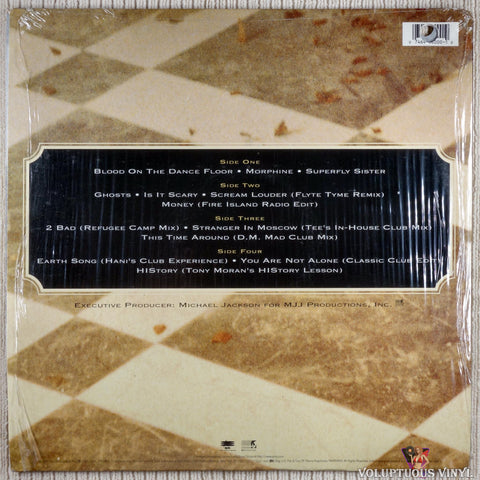 Side One
Blood On The Dance Floor • Morphine • Superfly Sister
Side Two
Ghosts • Is It Scary • Scream Louder (Flyte Tyme Remix)
Money (Fire Island Radio Edit)
Side Three
2 Bad (Refugee Camp Mix) • Stranger In Moscow (Tee's In-House Club Mix)
This Time Around (D.M. Mad Club Mix)
Side Four
Earth Song (Hani's Club Experience) • You Are Not Alone (Classic Club Edit)
HIStory (Tony Moran's HIStory Lesson)
Executive Producer: Michael Jackson for MJJ Productions, Inc.
Voluptuous Vinyl